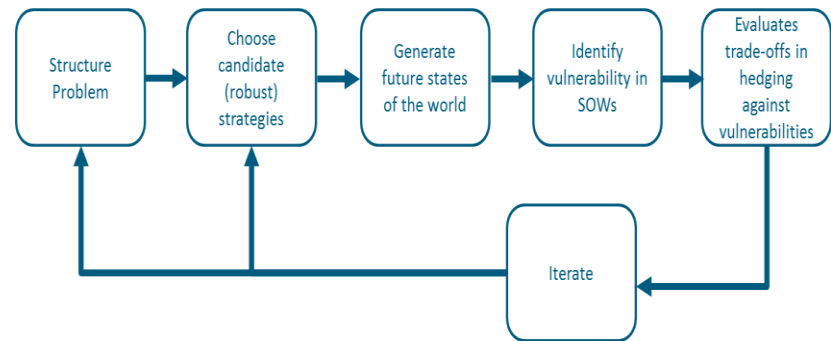 Structure
Problem
Choose
candidate
(robust)
strategies
Generate
future states
of the world
Identify
vulnerability in
SOWs
Evaluates
trade-offs in
hedging
against
vulnerabilities
Iterate